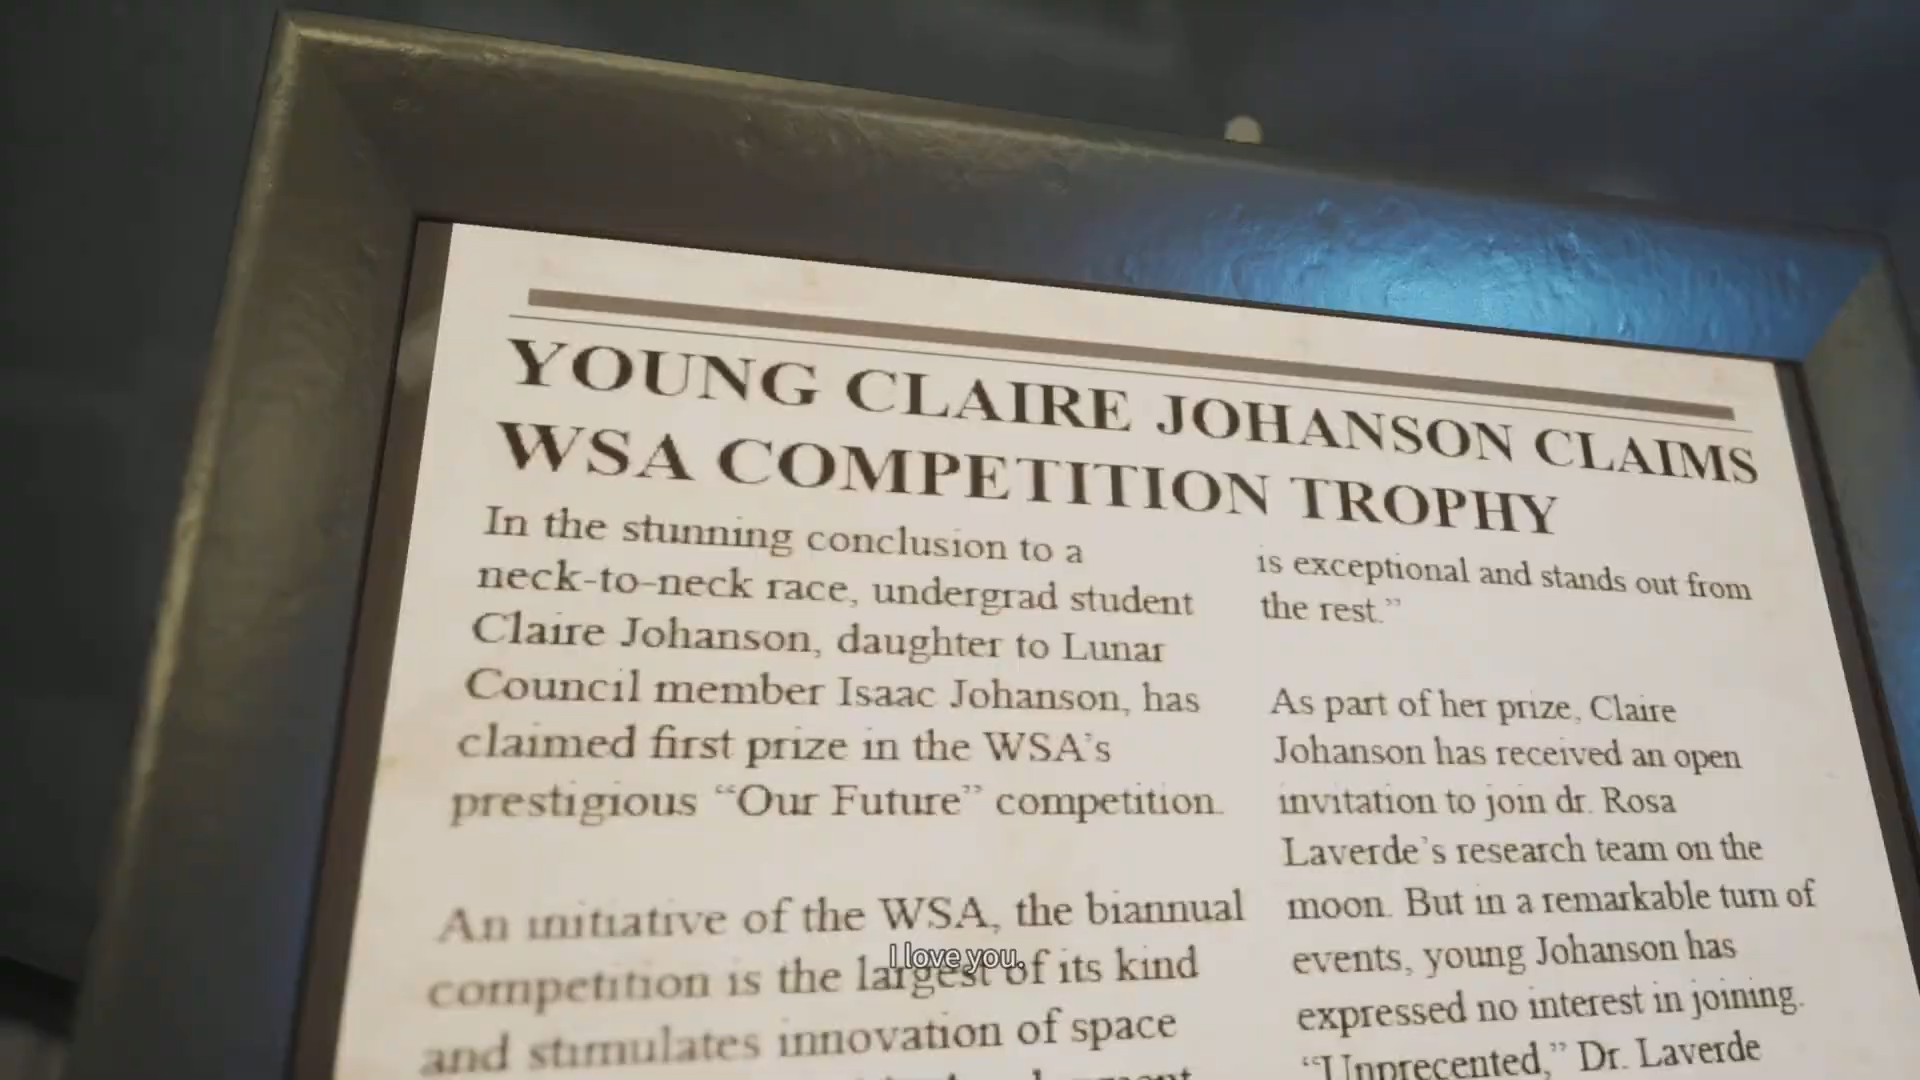 YOUNG CLAIRE JOHANSON CLAIMS
WSA COMPETITION TROPHY
In the stunning conclusion to a
neck-to-neck race, undergrad student
Claire Johanson, daughter to Lunar
Council member Isaac Johanson, has
claimed first prize in the WSA's
prestigious “Our Future” competition.
An initiative of the WSA, the biannual
competition is the largest of its kind
and stimulates innovation of space
is exceptional and stands out from
the rest.”
As part of her prize, Claire
Johanson has received an open
invitation to join dr. Rosa
Laverde's research team on the
moon. But in a remarkable turn of
events, young Johanson has
expressed no interest in joining.
“Unprecented,” Dr. Laverde
I love you.